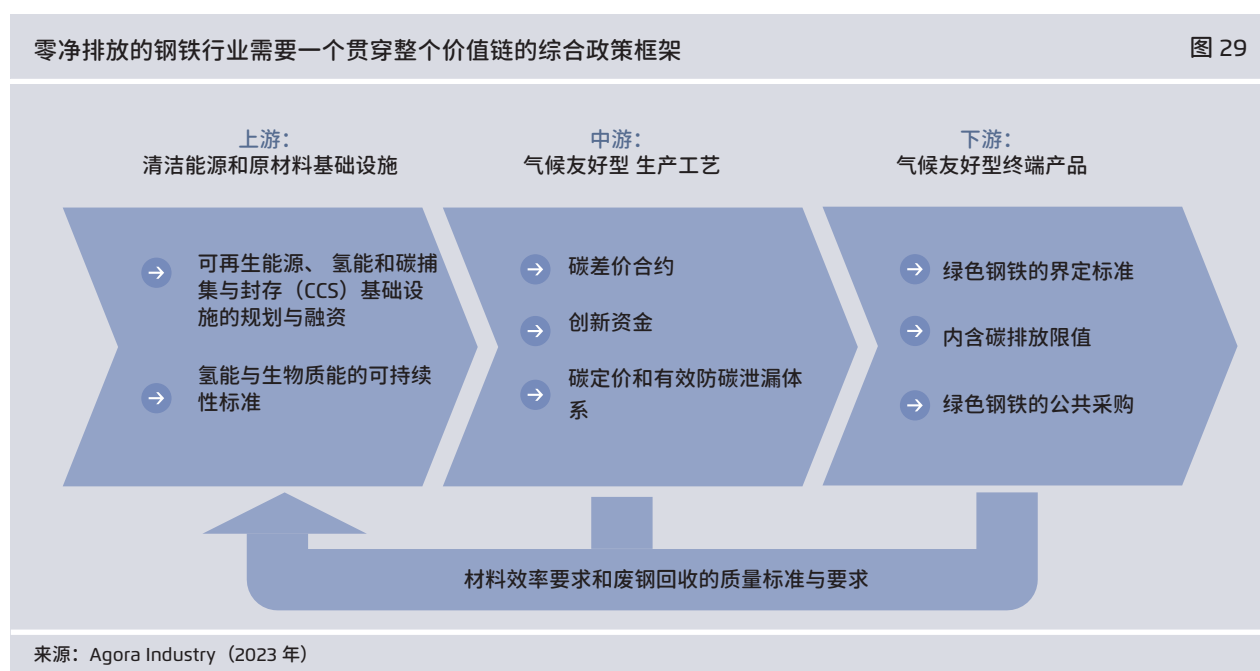 零净排放的钢铁行业需要一个贯穿整个价值链的综合政策框架
图 29
上游：
清洁能源和原材料基础设施
可再生能源、 氢能和碳捕
集与封存（CCS）基础设
施的规划与融资
氢能与生物质能的可持续
性标准
中游：
气候友好型 生产工艺
碳差价合约
创新资金
碳定价和有效防碳泄漏体
系
下游：
气候友好型终端产品
绿色钢铁的界定标准
内含碳排放限值
绿色钢铁的公共采购
材料效率要求和废钢回收的质量标准与要求
来源：Agora Industry（2023 年）